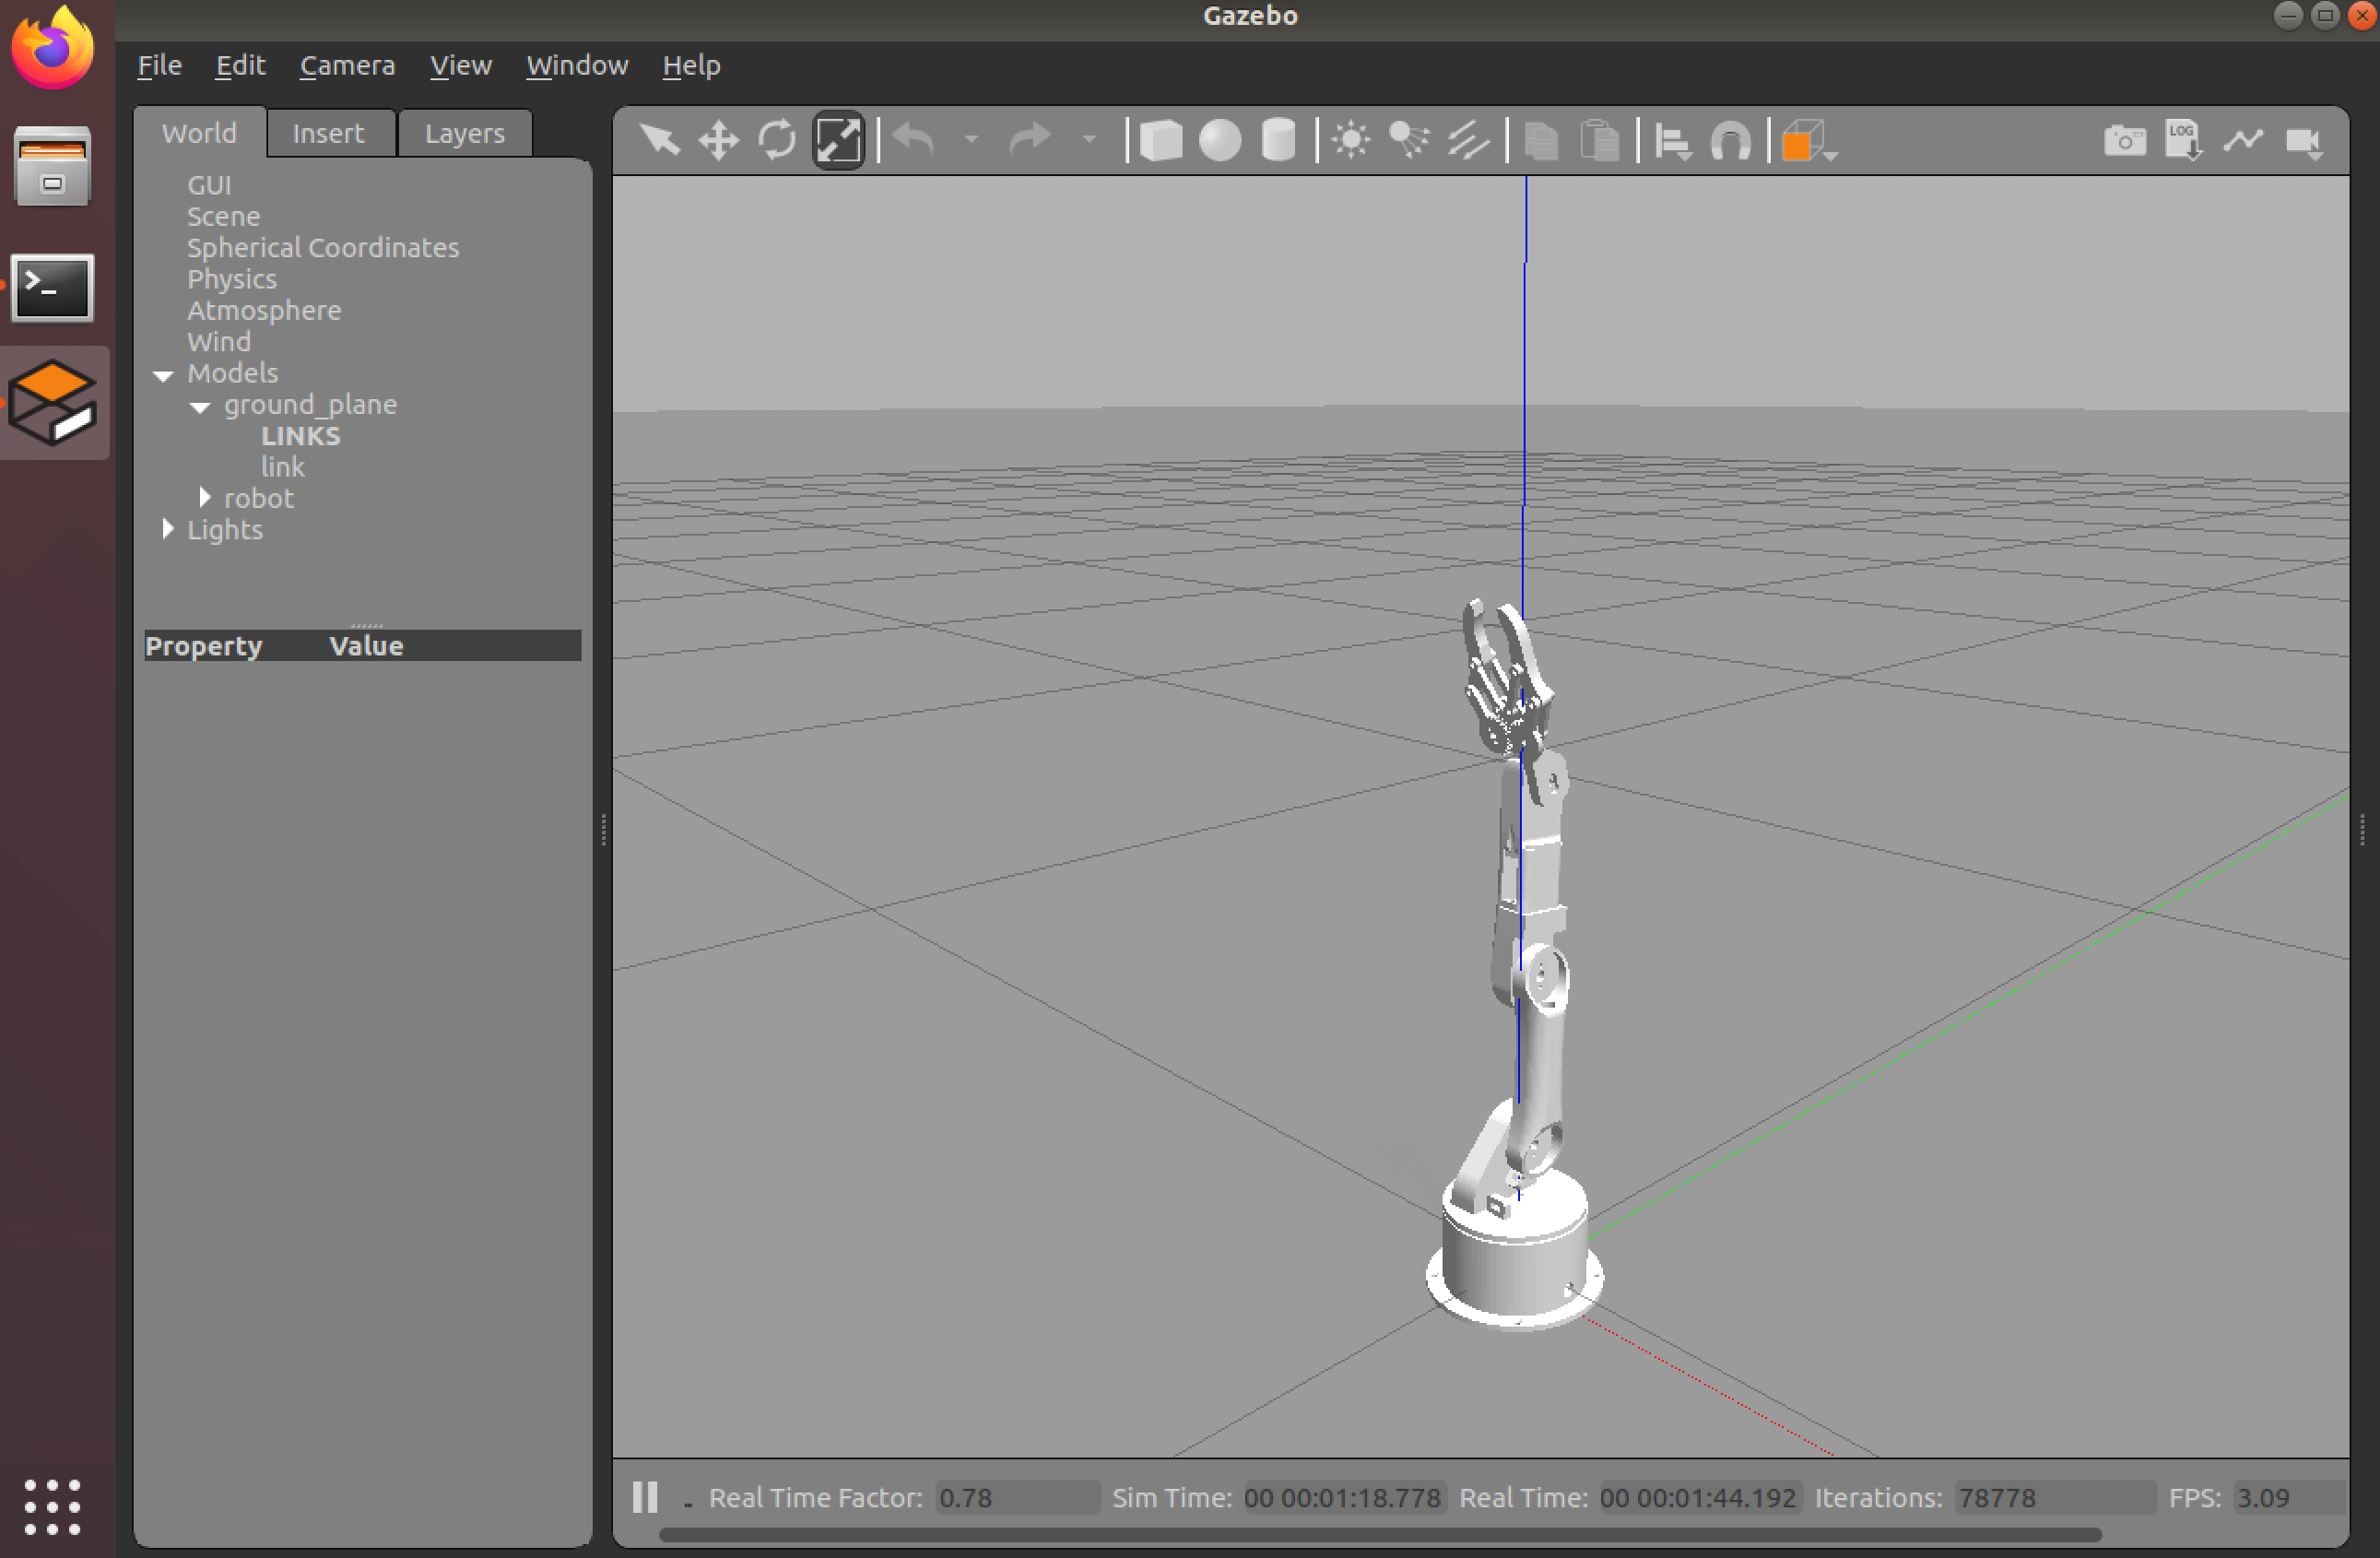 Gazebo
File Edit Camera View Window Help
World Insert Layers
LOG
GUI
Scene
Spherical Coordinates
Physics
Atmosphere
Wind
Models
ground_plane
LINKS
link
robot
Lights
Property Value
Real Time Factor: 0.78 Sim Time: 00 00:01:18.778 Real Time: 00 00:01:44.192 Iterations: 78778 FPS: 3.09